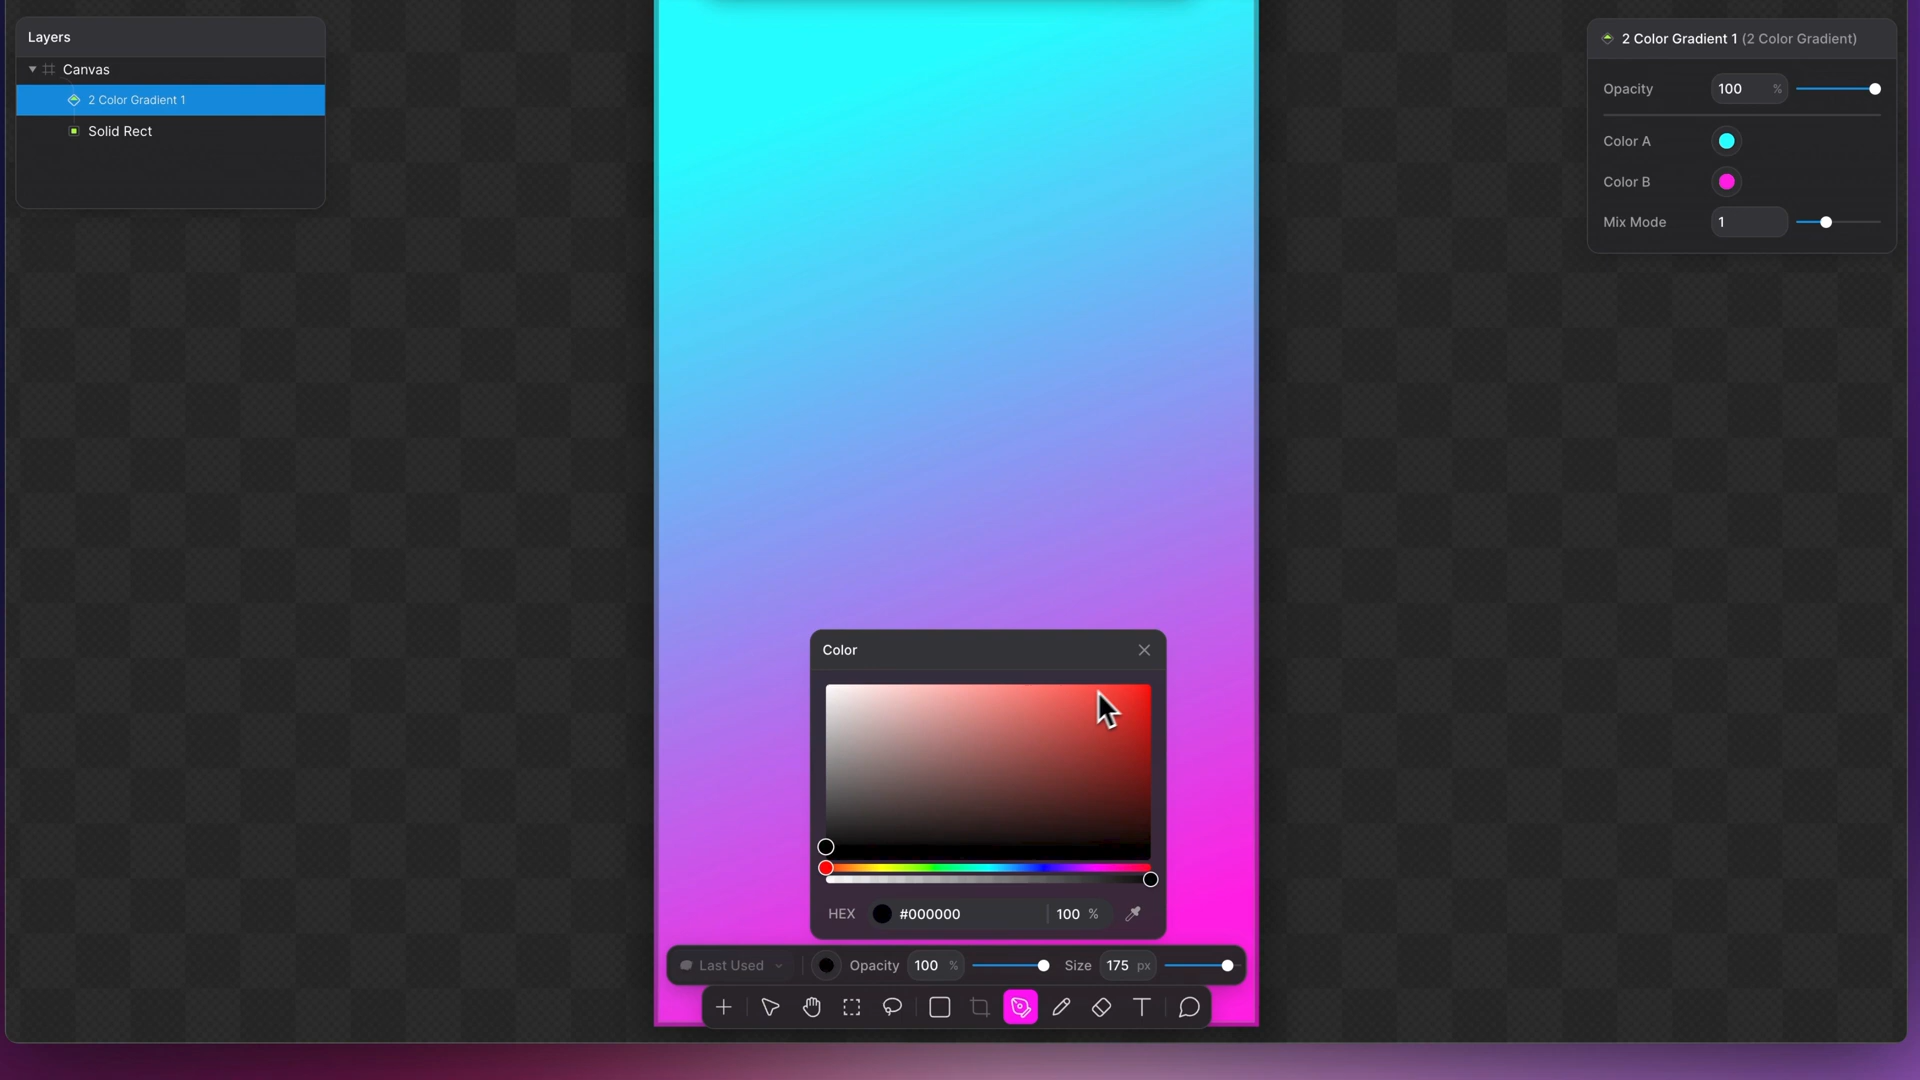 Layers
Canvas
2 Color Gradient 1
Solid Rect
2 Color Gradient 1 (2 Color Gradient)
Opacity 100 %
Color A
Color B
Mix Mode 1
Color
HEX #000000 100 %
Last Used Opacity 100 % Size 175 px
T